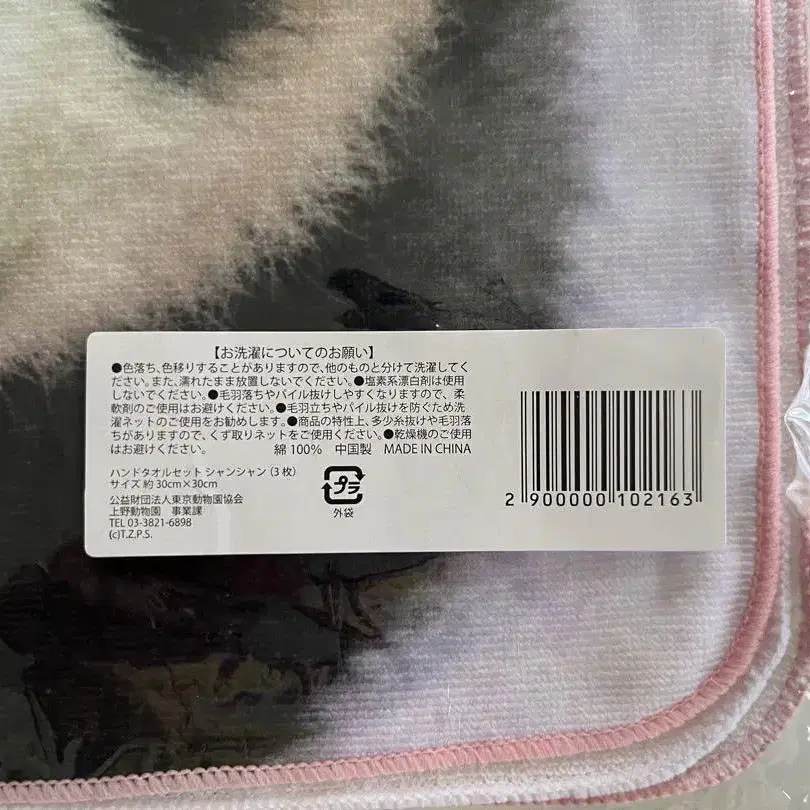 【お洗濯についてのお願い】
●色落ち、色移りすることがありますので、他のものと分けて洗濯してく
ださい。また、濡れたまま放置しないでください。●塩素系漂白剤は使用
しないでください。●毛羽落ちやパイル抜けしやすくなりますので、柔
軟剤のご使用はお避けください。●毛羽立ちやパイル抜けを防ぐため洗
濯ネットのご使用をお勧めします。●商品の特性上、多少糸抜けや毛羽落
ちがありますので、くず取りネットをご使用ください。●乾燥機のご使用
はお避けください。 綿 100% 中国製 MADE IN CHINA
ハンドタオルセット シャンシャン (3 枚)
サイズ 約 30cm×30cm
公益財団法人東京動物園協会
上野動物園 事業課
TEL 03-3821-6898
(c)T.Z.P.S.
プラ
外袋
2 900000 102163